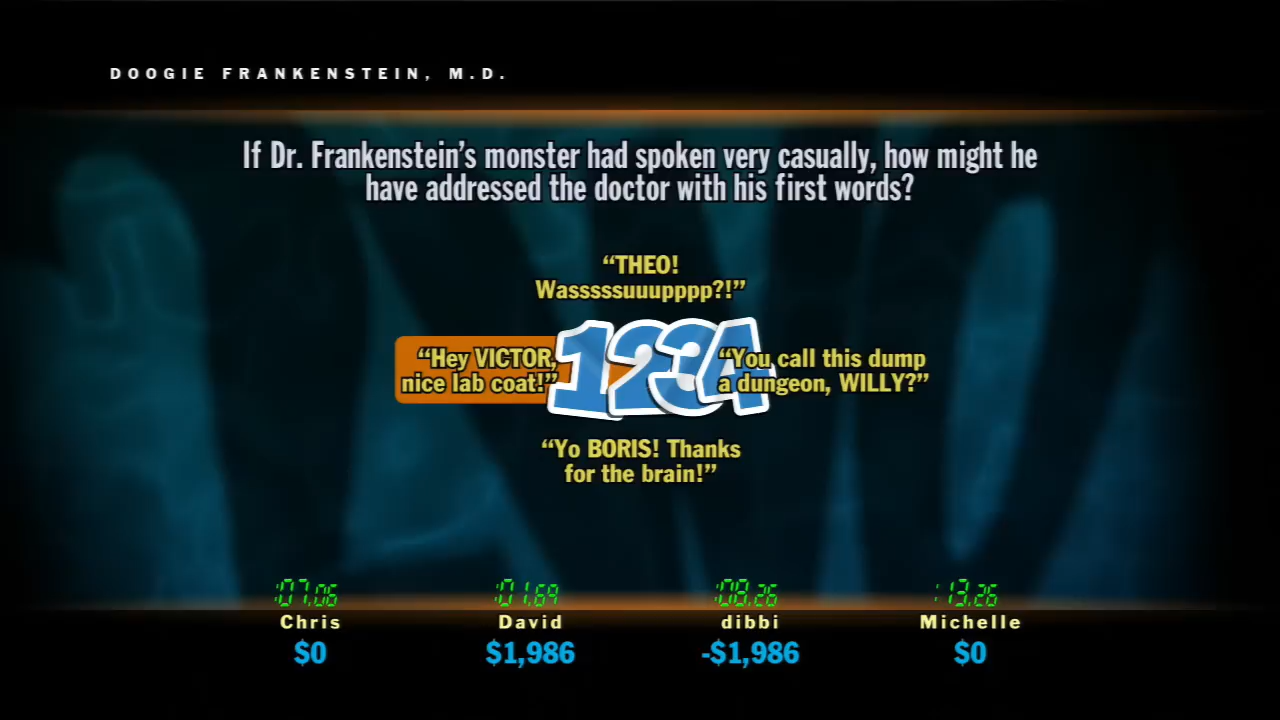 DOOGIE FRANKENSTEIN, M.D.
If Dr. Frankenstein's monster had spoken very casually, how might he
have addressed the doctor with his first words?
“THEO!
Wasssssuuupppp?!”
“Hey VICTOR,
nice lab coat!”
1234
“You call this dump
a dungeon, WILLY?”
“Yo BORIS! Thanks
for the brain!”
:07.06 :01.69 :08.26 :13.26
Chris David dibbi Michelle
$0 $1,986 -$1,986 $0